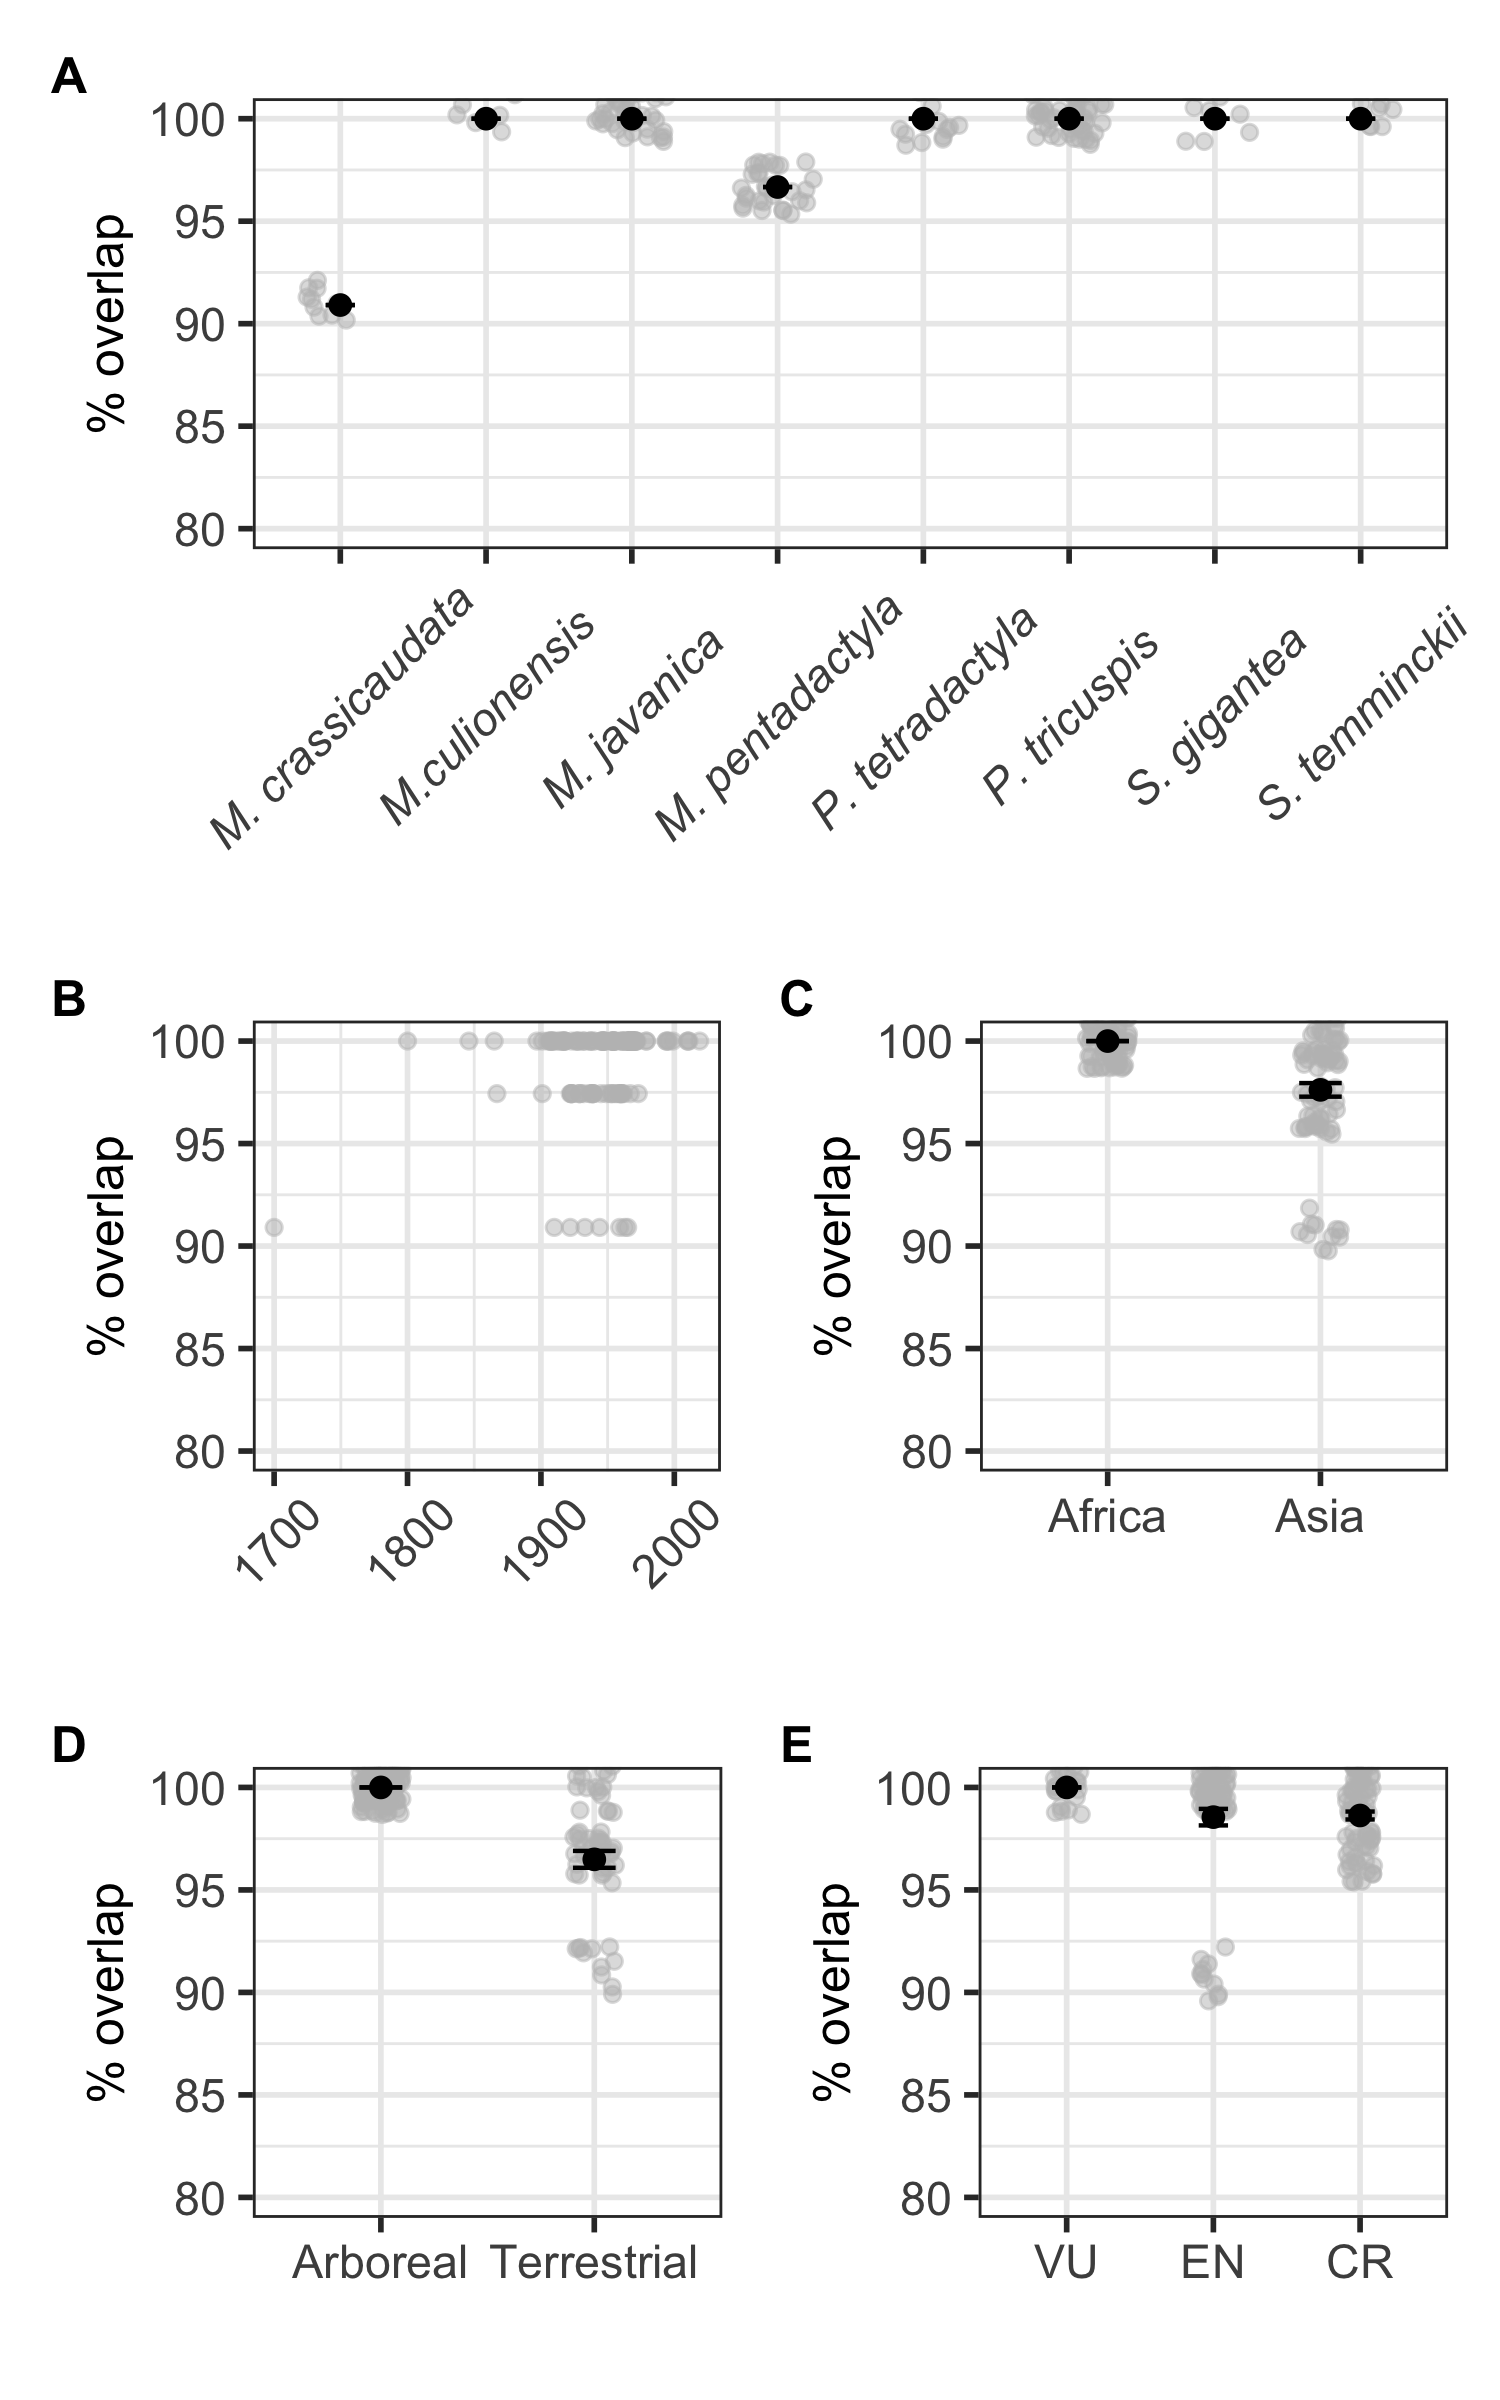 A
% overlap
100
95
90
85
80
M. crassicaudata
M.culionensis
M. javanica
M. pentadactyla
P. tetradactyla
P. tricuspis
S. gigantea
S. temminckii
B
% overlap
100
95
90
85
80
1700
1800
1900
2000
C
% overlap
100
95
90
85
80
Africa
Asia
D
% overlap
100
95
90
85
80
Arboreal
Terrestrial
E
% overlap
100
95
90
85
80
VU
EN
CR